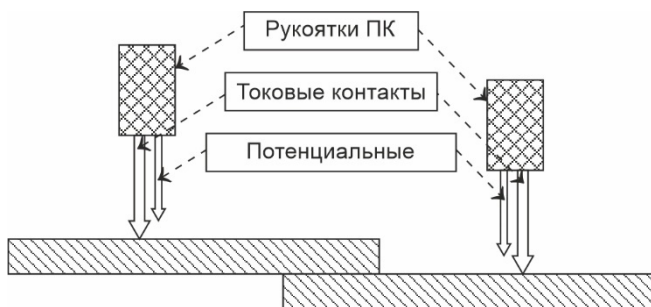 Рукоятки ПК
Токовые контакты
Потенциальные